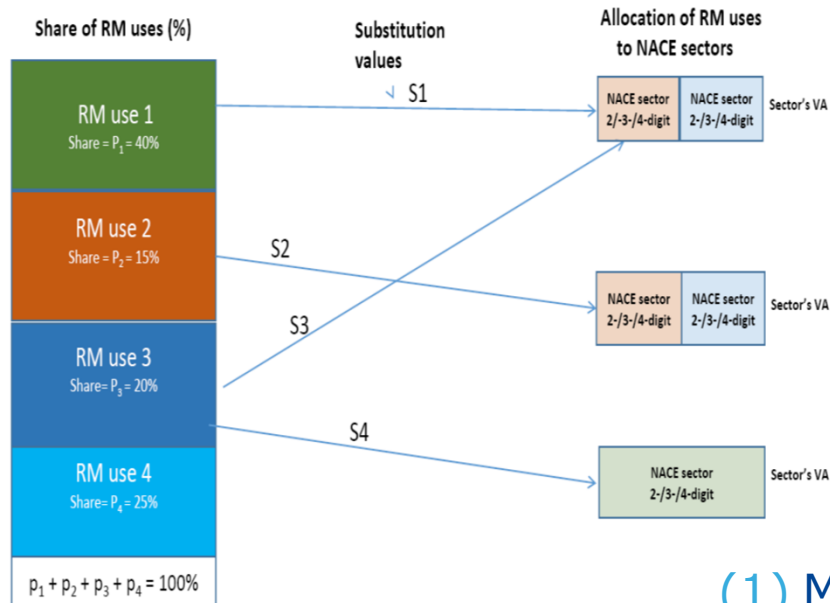 Share of RM uses (%)
Substitution
values
Allocation of RM uses
to NACE sectors
RM use 1
Share = P₁ = 40%
S1
NACE sector
2/-3-/4-digit
NACE sector
2-/3-/4-digit
Sector's VA
RM use 2
Share = P₂ = 15%
S2
NACE sector
2-/3-/4-digit
NACE sector
2-/3-/4-digit
Sector's VA
S3
RM use 3
Share= P₃ = 20%
S4
NACE sector
2-/3-/4-digit
Sector's VA
RM use 4
Share= P₄ = 25%
p₁ + p₂ + p₃ + p₄ = 100%
(1) M